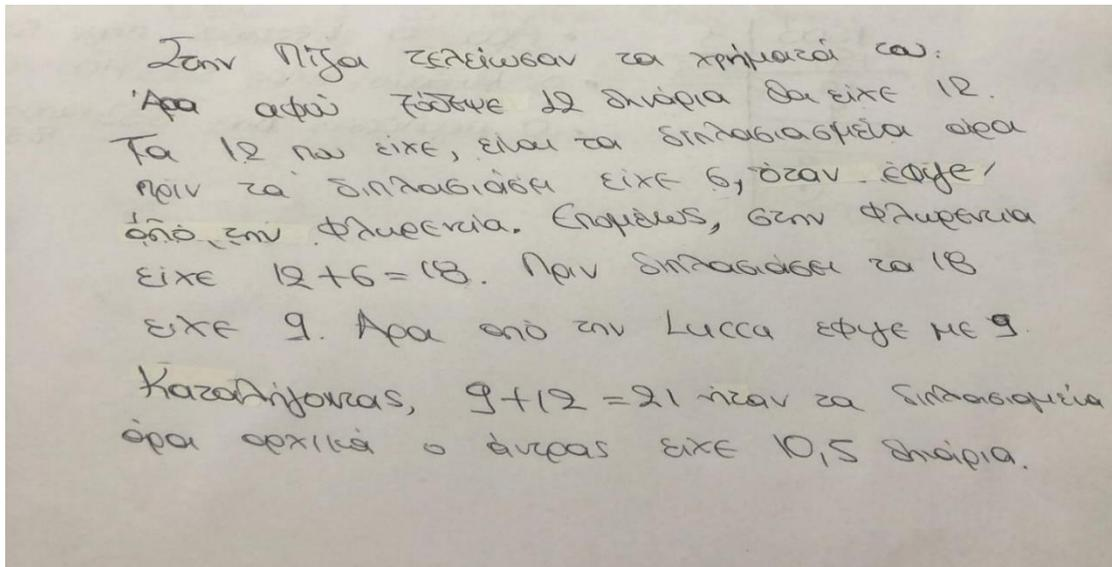 Στην Πίζα τελείωσαν τα χρήματά του.
Άρα αφού ξόδεψε 12 δηνάρια θα είχε 12.
Τα 12 που είχε, είναι τα διπλασιασμένα άρα
πριν τα διπλασιάσει είχε 6, όταν έφυγε
από την Φλωρεντία. Επομένως, στην Φλωρεντία
είχε 12+6=18. Πριν διπλασιάσει τα 18
είχε 9. Άρα από την Lucca έφυγε με 9
Καταλήγοντας, 9+12=21 ήταν τα διπλασιαμένα
άρα αρχικά ο άντρας είχε 10,5 δηνάρια.